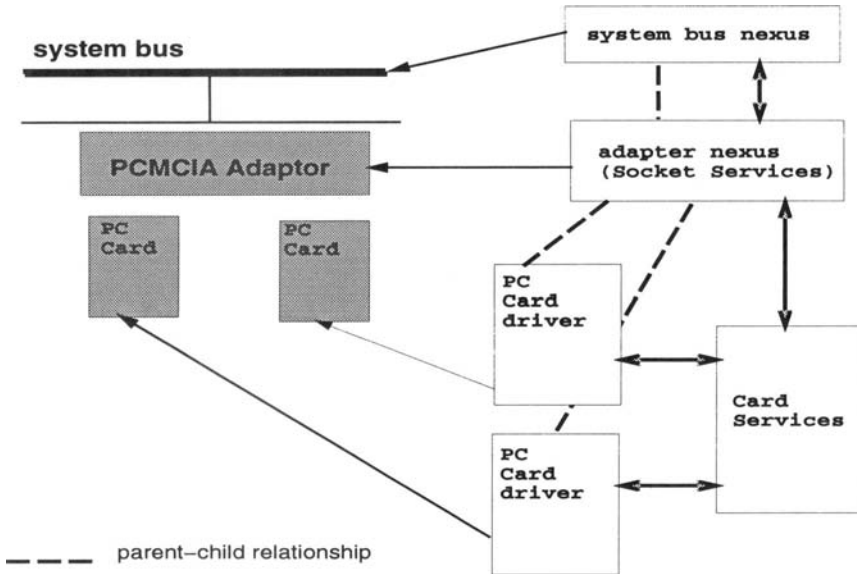 system bus
system bus nexus
PCMCIA Adaptor
adapter nexus
(Socket Services)
PC
Card
PC
Card
PC
Card
driver
Card
Services
PC
Card
driver
parent–child relationship